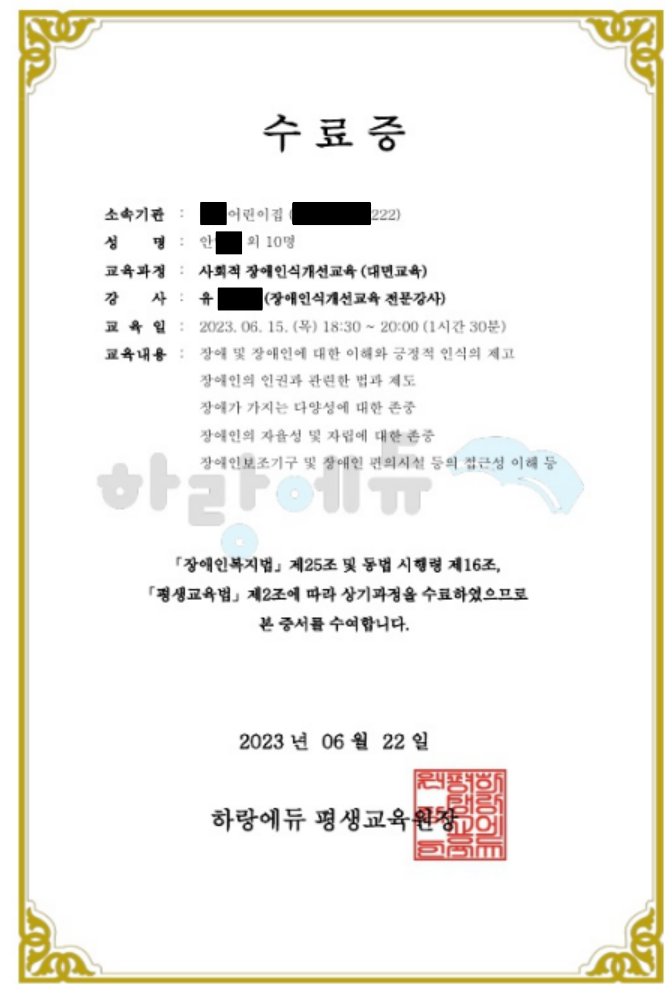 수료증
소속기관 : 어린이집 ( 222)
성 명 : 안 외 10명
교육과정 : 사회적 장애인식개선교육 (대면교육)
강 사 : 유 (장애인식개선교육 전문강사)
교 육 일 : 2023. 06. 15. (목) 18:30 ~ 20:00 (1시간 30분)
교육내용 : 장애 및 장애인에 대한 이해와 긍정적 인식의 제고
장애인의 인권과 관련한 법과 제도
장애가 가지는 다양성에 대한 존중
장애인의 자율성 및 자립에 대한 존중
장애인보조기구 및 장애인 편의시설 등의 접근성 이해 등
하랑에듀
「장애인복지법」 제25조 및 동법 시행령 제16조,
「평생교육법」 제2조에 따라 상기과정을 수료하였으므로
본 증서를 수여합니다.
2023 년 06 월 22 일
하랑에듀 평생교육원장